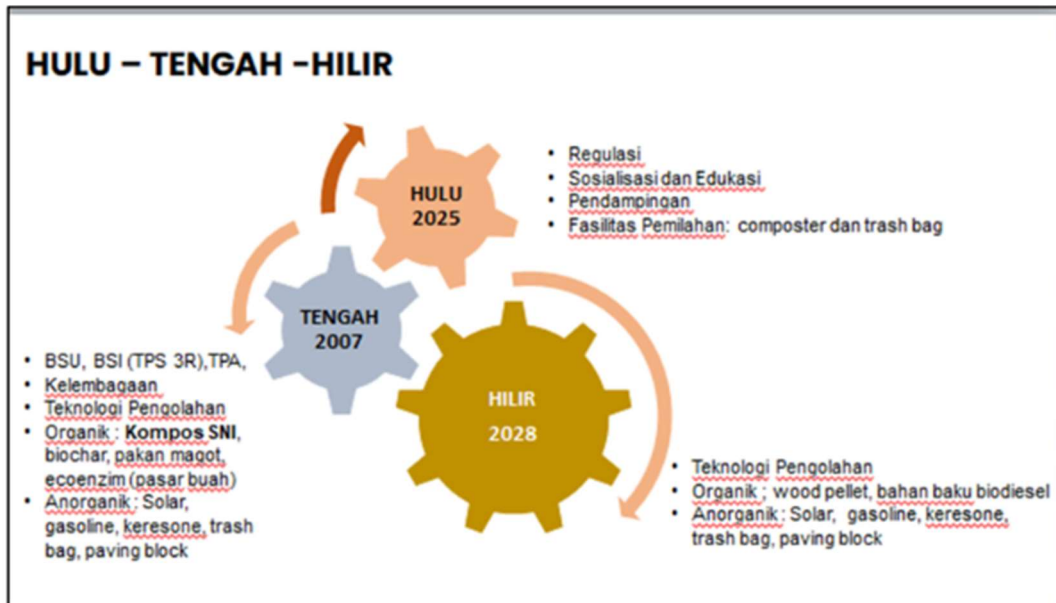 HULU – TENGAH –HILIR
HULU
2025
• Regulasi
• Sosialisasi dan Edukasi
• Pendampingan
• Fasilitas Pemilahan: composter dan trash bag
TENGAH
2007
• BSU, BSI (TPS 3R),TPA,
• Kelembagaan
• Teknologi Pengolahan
• Organik : Kompos SNI,
biochar, pakan magot,
ecoenzim (pasar buah)
• Anorganik : Solar,
gasoline, keresone, trash
bag, paving block
HILIR
2028
• Teknologi Pengolahan
• Organik ; wood pellet, bahan baku biodiesel
• Anorganik : Solar, gasoline, keresone,
trash bag, paving block